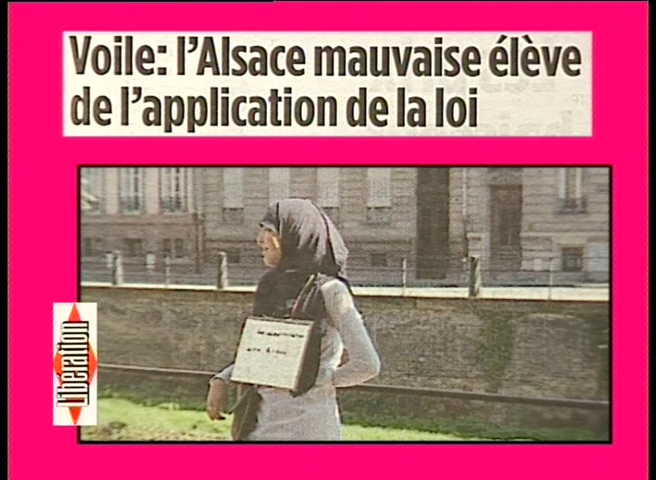 Voile: l'Alsace mauvaise élève
de l'application de la loi
Libération